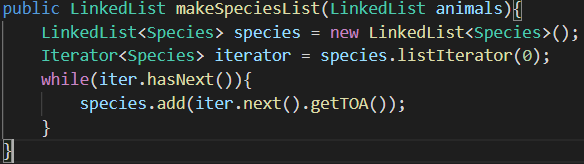 public LinkedList makeSpeciesList(LinkedList animals){
    LinkedList<Species> species = new LinkedList<Species>();
    Iterator<Species> iterator = species.listIterator(0);
    while(iter.hasNext()){
        species.add(iter.next().getTOA());
    }
}